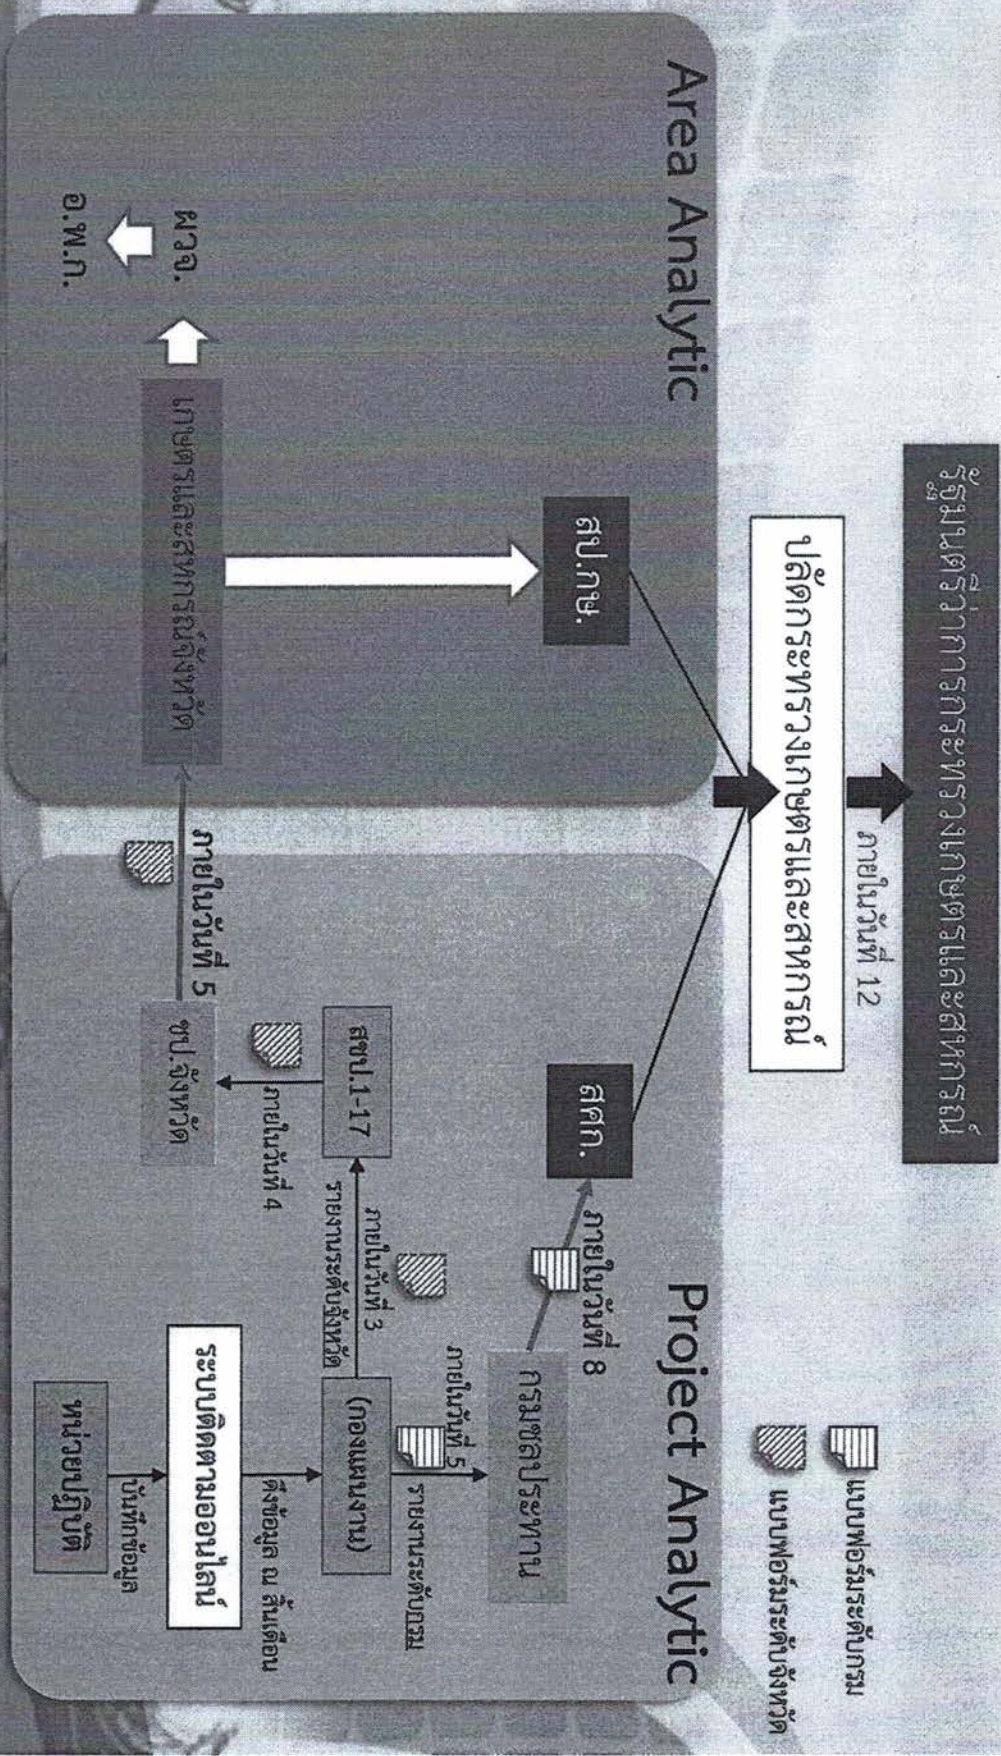 รัฐมนตรีว่าการกระทรวงเกษตรและสหกรณ์
ภายในวันที่ 12
ปลัดกระทรวงเกษตรและสหกรณ์
แบบฟอร์มระดับกรม
แบบฟอร์มระดับจังหวัด
Area Analytic
สป.กษ.
เกษตรและสหกรณ์จังหวัด
ผวจ.
อ.พ.ก.
Project Analytic
สศก.
ภายในวันที่ 8
กรมชลประทาน
ภายในวันที่ 5
รายงานระดับกรม
(กองแผนงาน)
ภายในวันที่ 3
รายงานระดับจังหวัด
สชป.1-17
ภายในวันที่ 4
ชป.จังหวัด
ภายในวันที่ 5
ดึงข้อมูล ณ สิ้นเดือน
ระบบติดตามออนไลน์
บันทึกข้อมูล
หน่วยปฏิบัติ